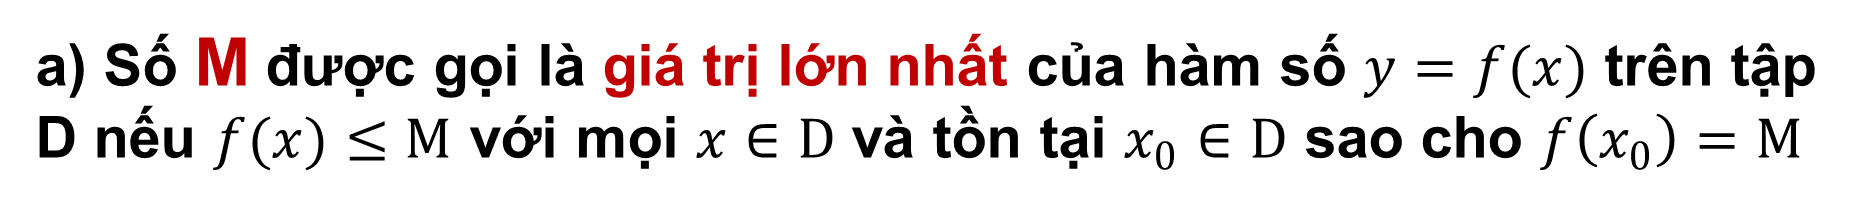 a) Số M được gọi là giá trị lớn nhất của hàm số y = f(x) trên tập
D nếu f(x) ≤ M với mọi x ∈ D và tồn tại x₀ ∈ D sao cho f(x₀) = M